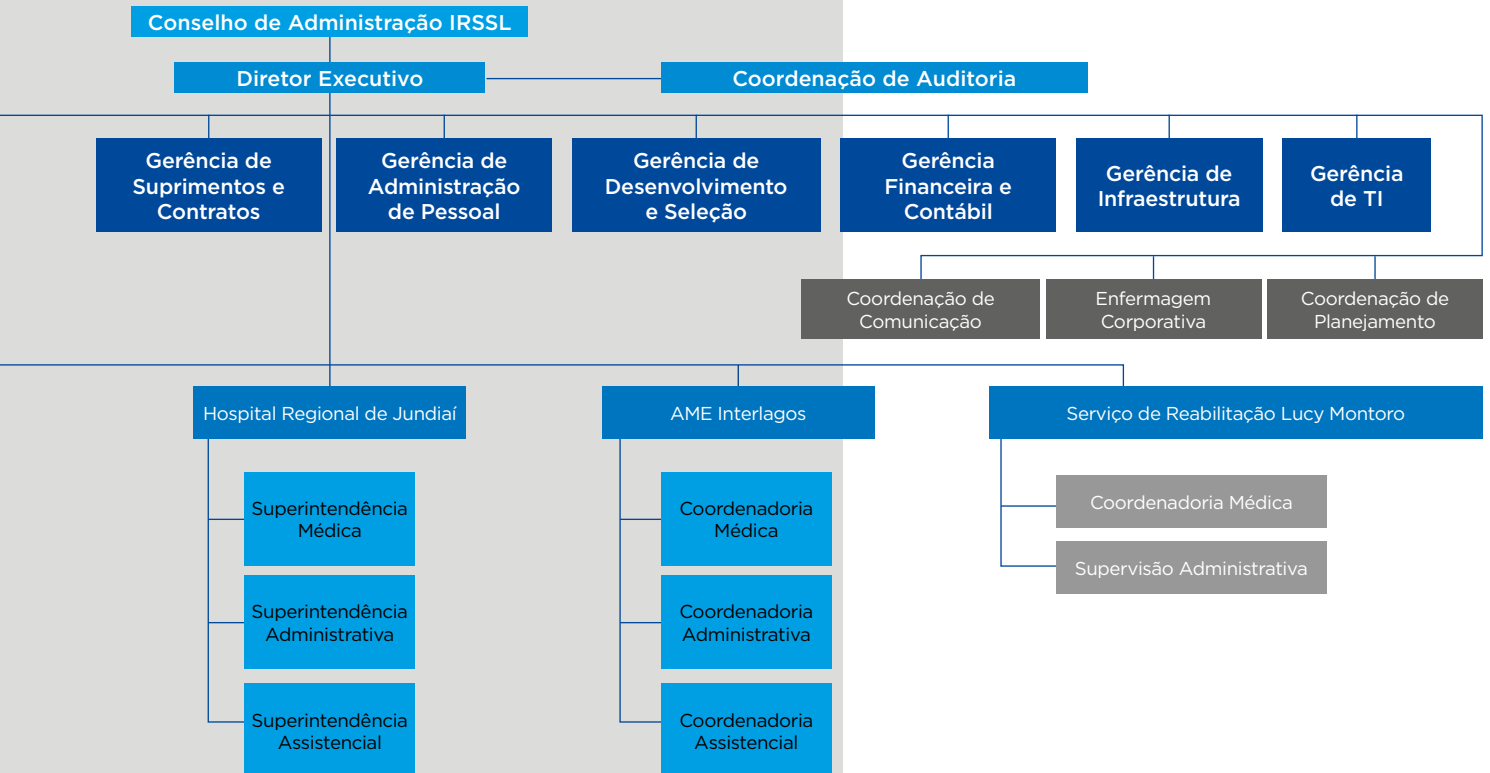 Conselho de Administração IRSSL
Diretor Executivo
Coordenação de Auditoria
Gerência de
Suprimentos e
Contratos
Gerência de
Administração
de Pessoal
Gerência de
Desenvolvimento
e Seleção
Gerência
Financeira e
Contábil
Gerência de
Infraestrutura
Gerência
de TI
Coordenação de
Comunicação
Enfermagem
Corporativa
Coordenação de
Planejamento
Hospital Regional de Jundiaí
AME Interlagos
Serviço de Reabilitação Lucy Montoro
Superintendência
Médica
Superintendência
Administrativa
Superintendência
Assistencial
Coordenadoria
Médica
Coordenadoria
Administrativa
Coordenadoria
Assistencial
Coordenadoria Médica
Supervisão Administrativa